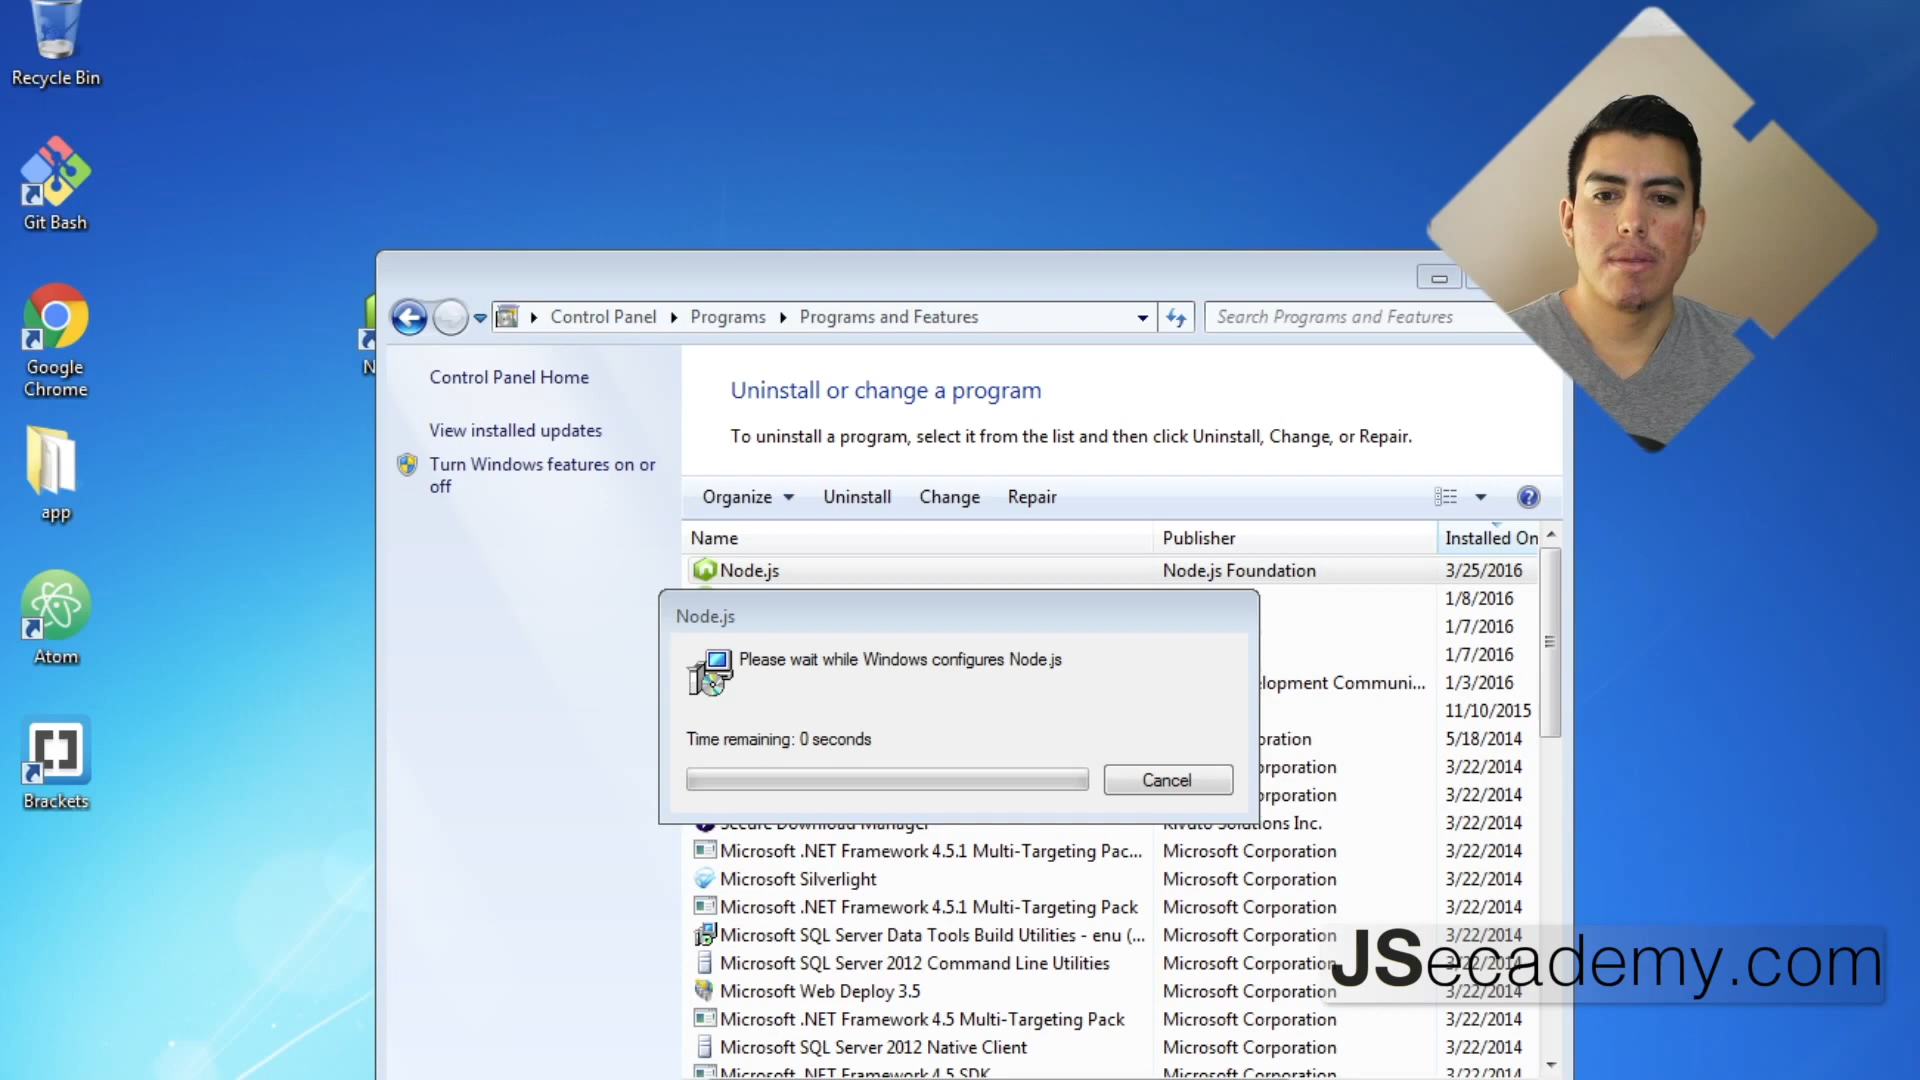 Recycle Bin
Git Bash
Google
Chrome
app
Atom
Brackets
N
Control Panel
Programs
Programs and Features
Search Programs and Features
Control Panel Home
View installed updates
Turn Windows features on or
off
Uninstall or change a program
To uninstall a program, select it from the list and then click Uninstall, Change, or Repair.
Organize Uninstall Change Repair
Name Publisher Installed On
Node.js Node.js Foundation 3/25/2016
1/8/2016
1/7/2016
1/7/2016
lopment Communi... 1/3/2016
11/10/2015
oration 5/18/2014
orporation 3/22/2014
orporation 3/22/2014
Node.js
Please wait while Windows configures Node.js
Time remaining: 0 seconds
Cancel
Secure Download Manager Kivuto Solutions Inc. 3/22/2014
Microsoft .NET Framework 4.5.1 Multi-Targeting Pac... Microsoft Corporation 3/22/2014
Microsoft Silverlight Microsoft Corporation 3/22/2014
Microsoft .NET Framework 4.5.1 Multi-Targeting Pack Microsoft Corporation 3/22/2014
Microsoft SQL Server Data Tools Build Utilities - enu (... Microsoft Corporation 3/22/2014
Microsoft SQL Server 2012 Command Line Utilities Microsoft Corporation 3/22/2014
Microsoft Web Deploy 3.5 Microsoft Corporation 3/22/2014
Microsoft .NET Framework 4.5 Multi-Targeting Pack Microsoft Corporation 3/22/2014
Microsoft SQL Server 2012 Native Client Microsoft Corporation 3/22/2014
Microsoft .NET Framework 4.5 SDK Microsoft Corporation 3/22/2014
JSecademy.com